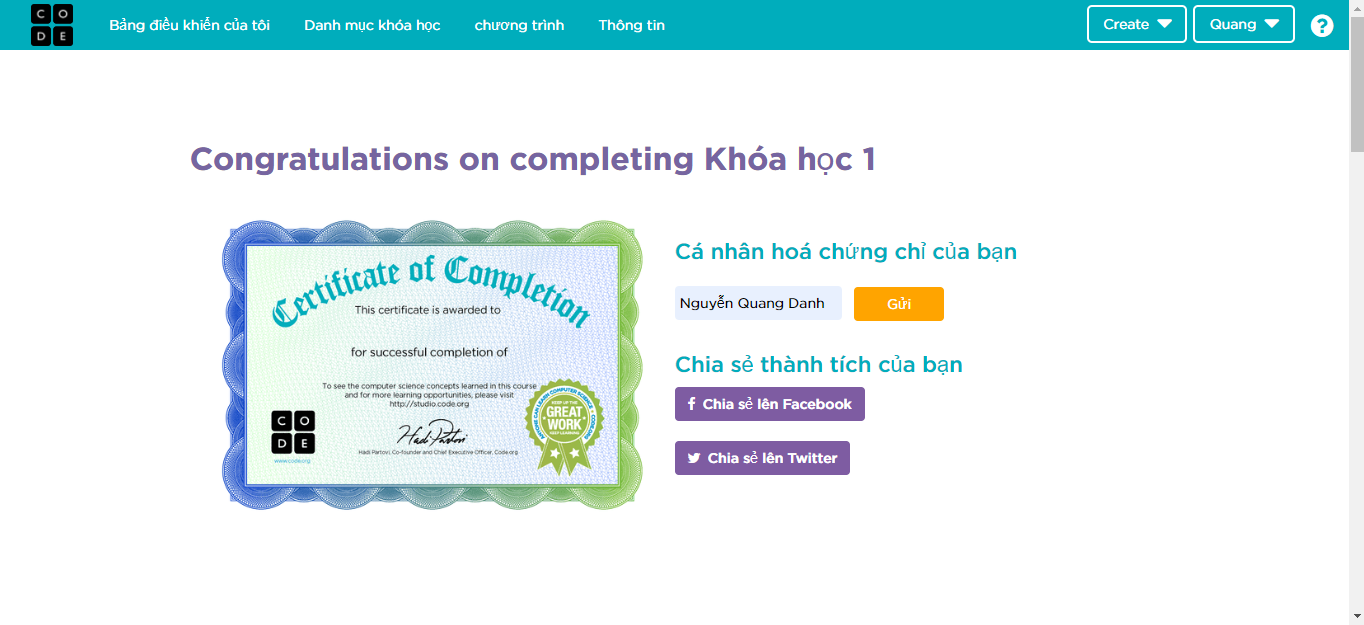 C O
D E
Bảng điều khiển của tôi Danh mục khóa học chương trình Thông tin Create Quang ?
Congratulations on completing Khóa học 1
Certificate of Completion
This certificate is awarded to
for successful completion of
To see the computer science concepts learned in this course
and for more learning opportunities, please visit
http://studio.code.org
C O
D E
www.code.org
Hadi Partovi
Hadi Partovi, Co-founder and Chief Executive Officer, Code.org
ANYONE CAN LEARN COMPUTER SCIENCE • CODE.ORG
KEEP UP THE
GREAT
WORK
KEEP LEARNING
Cá nhân hoá chứng chỉ của bạn
Nguyễn Quang Danh Gửi
Chia sẻ thành tích của bạn
f Chia sẻ lên Facebook
Chia sẻ lên Twitter